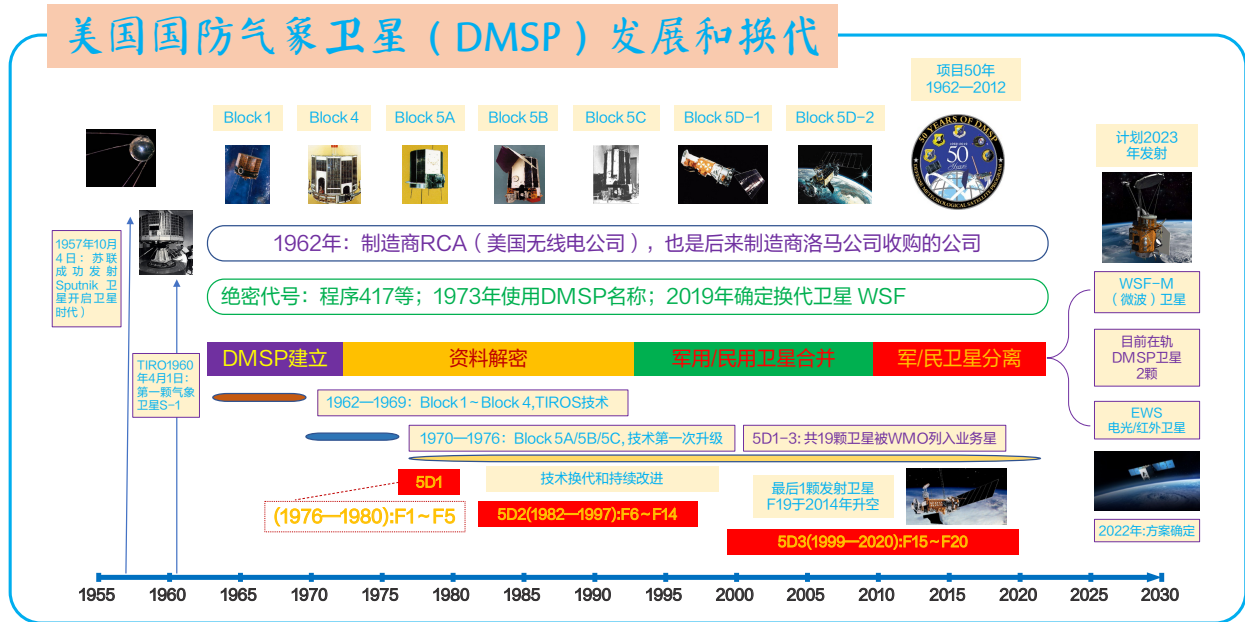 美国国防气象卫星（DMSP）发展和换代
项目50年
1962—2012
Block 1
Block 4
Block 5A
Block 5B
Block 5C
Block 5D-1
Block 5D-2
50 YEARS OF DMSP
50
Years
DEFENSE METEOROLOGICAL SATELLITE PROGRAM
计划2023
年发射
1957年10月
4日：苏联
成功发射
Sputnik 卫
星开启卫星
时代）
1962年：制造商RCA（美国无线电公司），也是后来制造商洛马公司收购的公司
绝密代号：程序417等；1973年使用DMSP名称；2019年确定换代卫星 WSF
WSF-M
（微波）卫星
TIRO1960
年4月1日：
第一颗气象
卫星S-1
DMSP建立
资料解密
军用/民用卫星合并
军/民卫星分离
目前在轨
DMSP卫星
2颗
1962—1969：Block 1~Block 4,TIROS技术
1970—1976：Block 5A/5B/5C, 技术第一次升级
5D1-3: 共19颗卫星被WMO列入业务星
EWS
电光/红外卫星
5D1
技术换代和持续改进
最后1颗发射卫星
F19于2014年升空
(1976—1980):F1~F5
5D2(1982—1997):F6~F14
5D3(1999—2020):F15~F20
2022年:方案确定
1955
1960
1965
1970
1975
1980
1985
1990
1995
2000
2005
2010
2015
2020
2025
2030